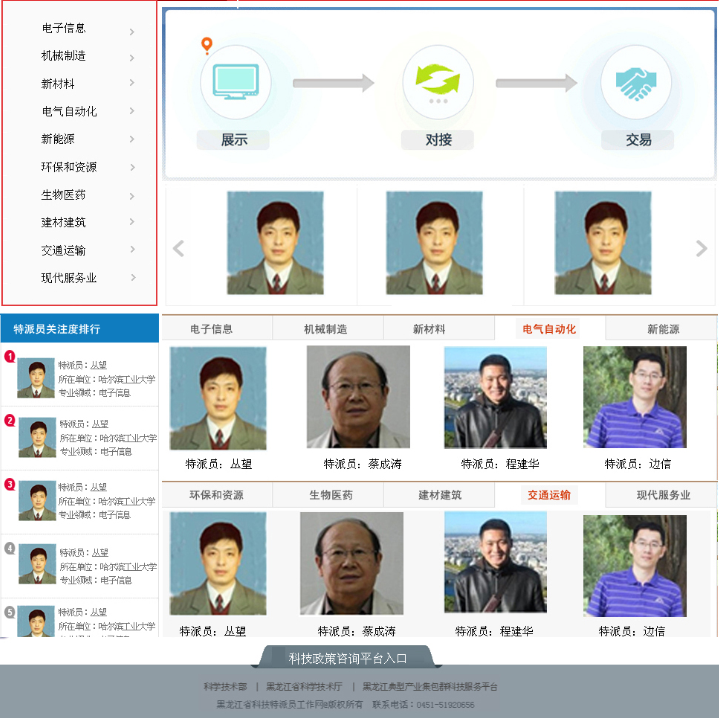 电子信息
机械制造
新材料
电气自动化
新能源
环保和资源
生物医药
建材建筑
交通运输
现代服务业
展示
对接
交易
特派员关注度排行
1
特派员：丛望
所在单位：哈尔滨工业大学
专业领域：电子信息
2
特派员：丛望
所在单位：哈尔滨工业大学
专业领域：电子信息
3
特派员：丛望
所在单位：哈尔滨工业大学
专业领域：电子信息
4
特派员：丛望
所在单位：哈尔滨工业大学
专业领域：电子信息
5
特派员：丛望
所在单位：哈尔滨工业大学
电子信息 机械制造 新材料 电气自动化 新能源
特派员：丛望 特派员：蔡成涛 特派员：程建华 特派员：边信
环保和资源 生物医药 建材建筑 交通运输 现代服务业
特派员：丛望 特派员：蔡成涛 特派员：程建华 特派员：边信
科技政策咨询平台入口
科学技术部 | 黑龙江省科学技术厅 | 黑龙江典型产业集包群科技服务平台
黑龙江省科技特派员工作网@版权所有 联系电话：0451-51920656